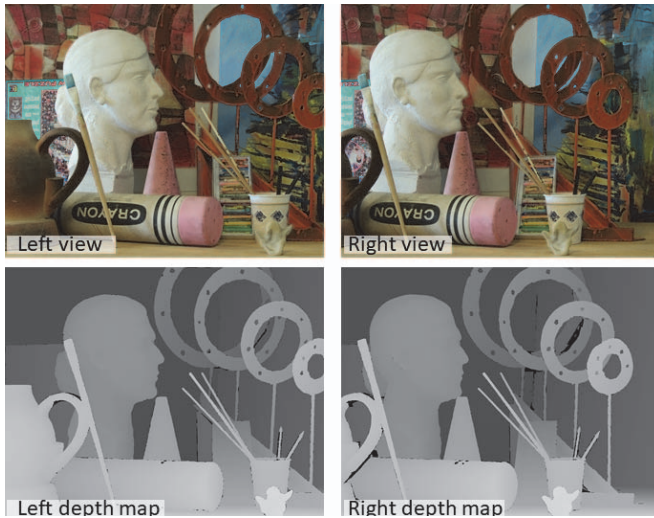 CRAYON
Left view
CRAYON
Right view
Left depth map
Right depth map